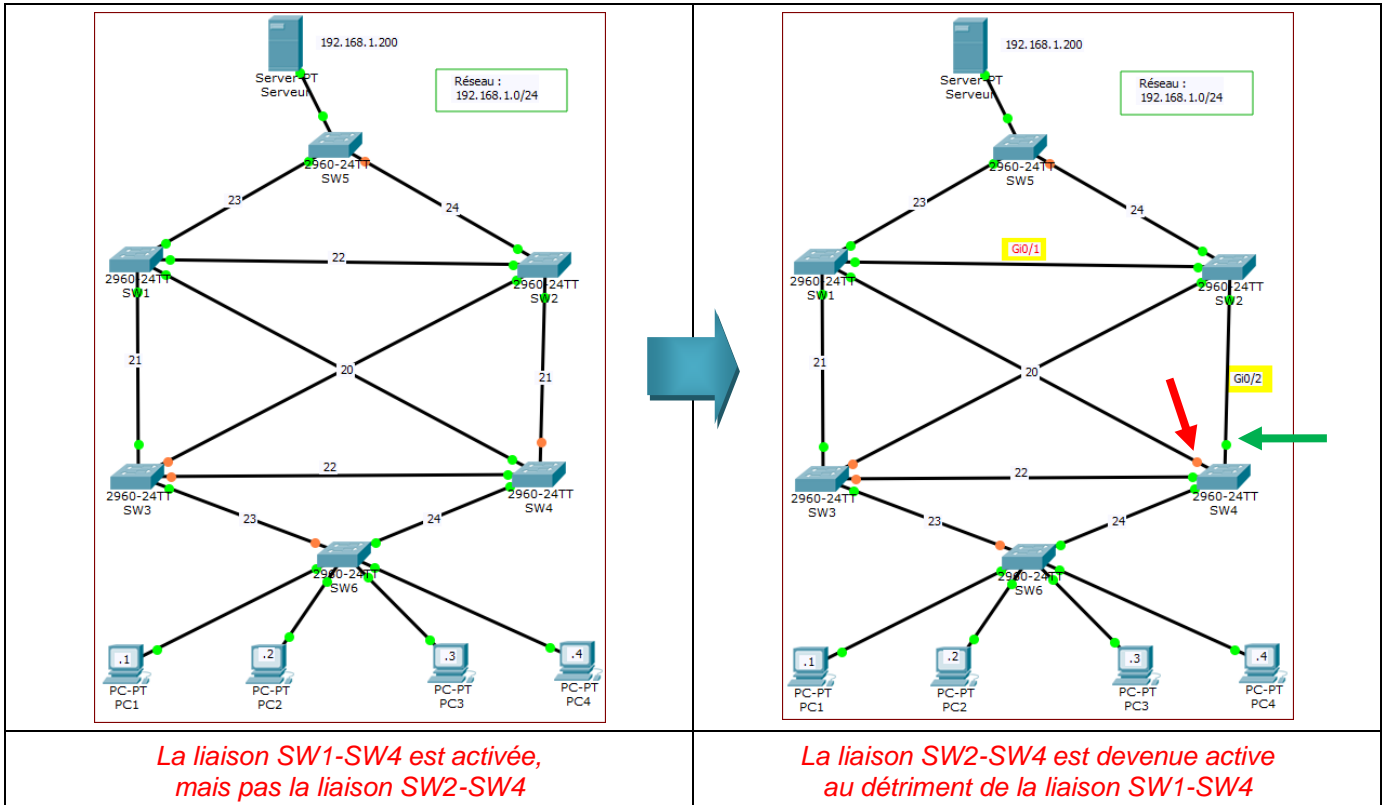 192.168.1.200
Server-PT
Serveur
Réseau :
192.168.1.0/24
2960-24TT
SW5
23
24
22
2960-24TT
SW1
2960-24TT
SW2
21
20
21
22
2960-24TT
SW3
2960-24TT
SW4
23
24
2960-24TT
SW6
.1
.2
.3
.4
PC-PT
PC1
PC-PT
PC2
PC-PT
PC3
PC-PT
PC4
192.168.1.200
Server-PT
Serveur
Réseau :
192.168.1.0/24
2960-24TT
SW5
23
24
Gi0/1
2960-24TT
SW1
2960-24TT
SW2
21
20
Gi0/2
22
2960-24TT
SW3
2960-24TT
SW4
23
24
2960-24TT
SW6
.1
.2
.3
.4
PC-PT
PC1
PC-PT
PC2
PC-PT
PC3
PC-PT
PC4
La liaison SW1-SW4 est activée,
mais pas la liaison SW2-SW4
La liaison SW2-SW4 est devenue active
au détriment de la liaison SW1-SW4